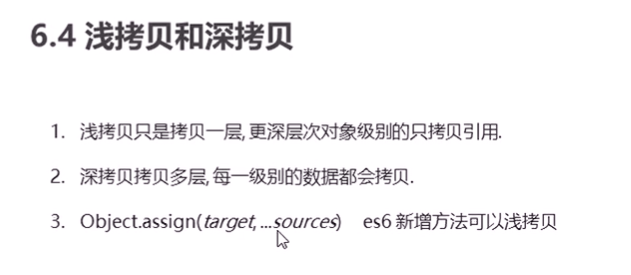 6.4 浅拷贝和深拷贝
1. 浅拷贝只是拷贝一层, 更深层次对象级别的只拷贝引用.
2. 深拷贝拷贝多层, 每一级别的数据都会拷贝.
3. Object.assign(target, ...sources) es6 新增方法可以浅拷贝